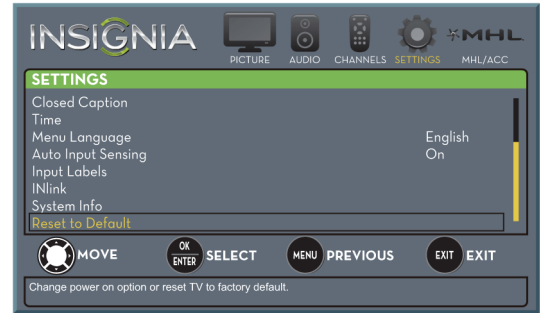 INSIGNIA
PICTURE AUDIO CHANNELS SETTINGS MHL MHL/ACC
SETTINGS
Closed Caption
Time
Menu Language English
Auto Input Sensing On
Input Labels
INlink
System Info
Reset to Default
MOVE OK ENTER SELECT MENU PREVIOUS EXIT EXIT
Change power on option or reset TV to factory default.